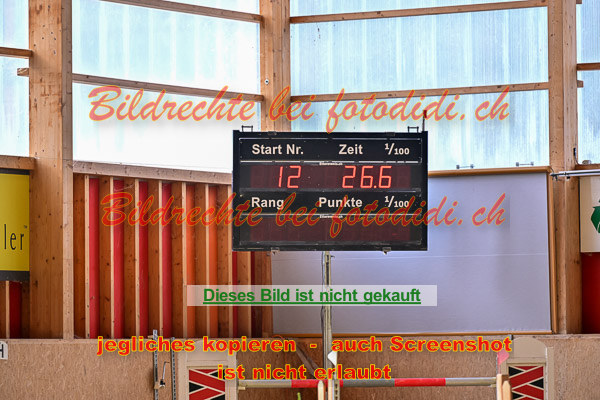 Bildrechte bei fotodidi.ch
Start Nr. Zeit 1/100
12 26.6
Rang Punkte 1/100
Bildrechte bei fotodidi.ch
ler
Dieses Bild ist nicht gekauft
jegliches kopieren - auch Screenshot
ist nicht erlaubt
H